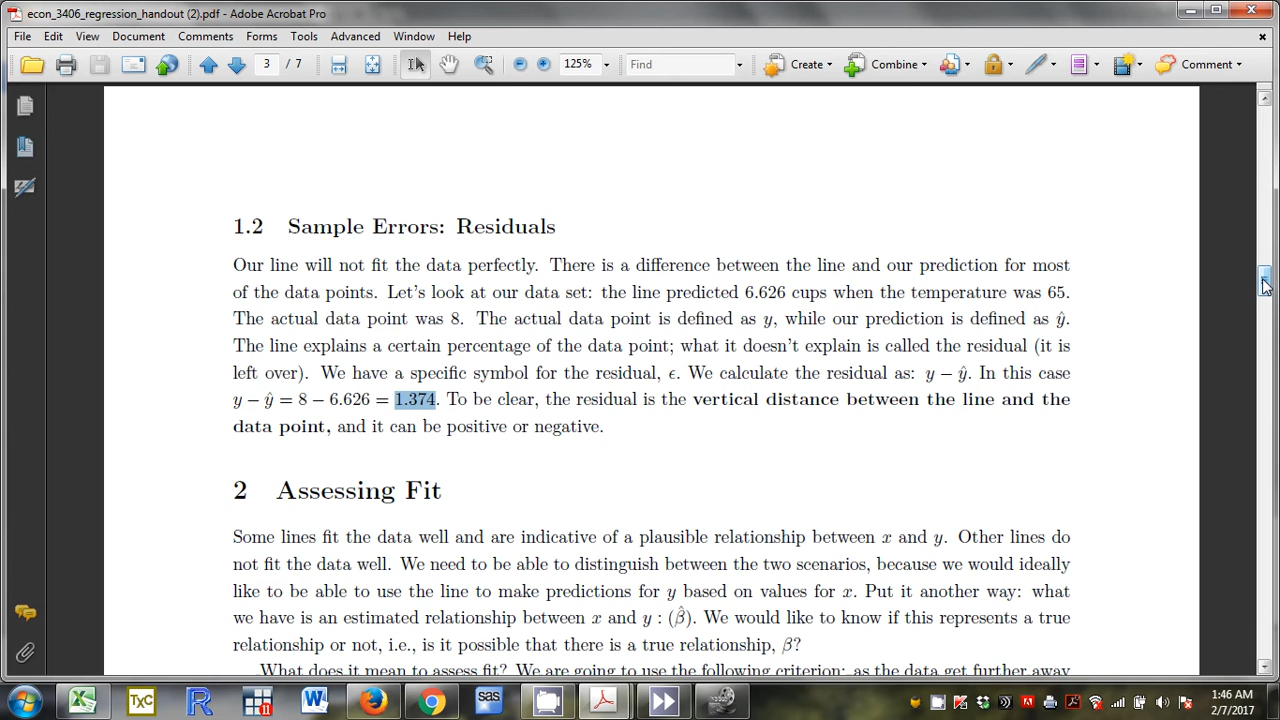 econ_3406_regression_handout (2).pdf - Adobe Acrobat Pro
File Edit View Document Comments Forms Tools Advanced Window Help
3 / 7 125% Find Create Combine Comment
1.2 Sample Errors: Residuals
Our line will not fit the data perfectly. There is a difference between the line and our prediction for most
of the data points. Let's look at our data set: the line predicted 6.626 cups when the temperature was 65.
The actual data point was 8. The actual data point is defined as y, while our prediction is defined as ŷ.
The line explains a certain percentage of the data point; what it doesn't explain is called the residual (it is
left over). We have a specific symbol for the residual, ϵ. We calculate the residual as: y − ŷ. In this case
y − ŷ = 8 − 6.626 = 1.374. To be clear, the residual is the vertical distance between the line and the
data point, and it can be positive or negative.
2 Assessing Fit
Some lines fit the data well and are indicative of a plausible relationship between x and y. Other lines do
not fit the data well. We need to be able to distinguish between the two scenarios, because we would ideally
like to be able to use the line to make predictions for y based on values for x. Put it another way: what
we have is an estimated relationship between x and y : (β̂). We would like to know if this represents a true
relationship or not, i.e., is it possible that there is a true relationship, β?
What does it mean to assess fit? We are going to use the following criterion: as the data get further away
TxC R 11 W sas
1:46 AM
2/7/2017